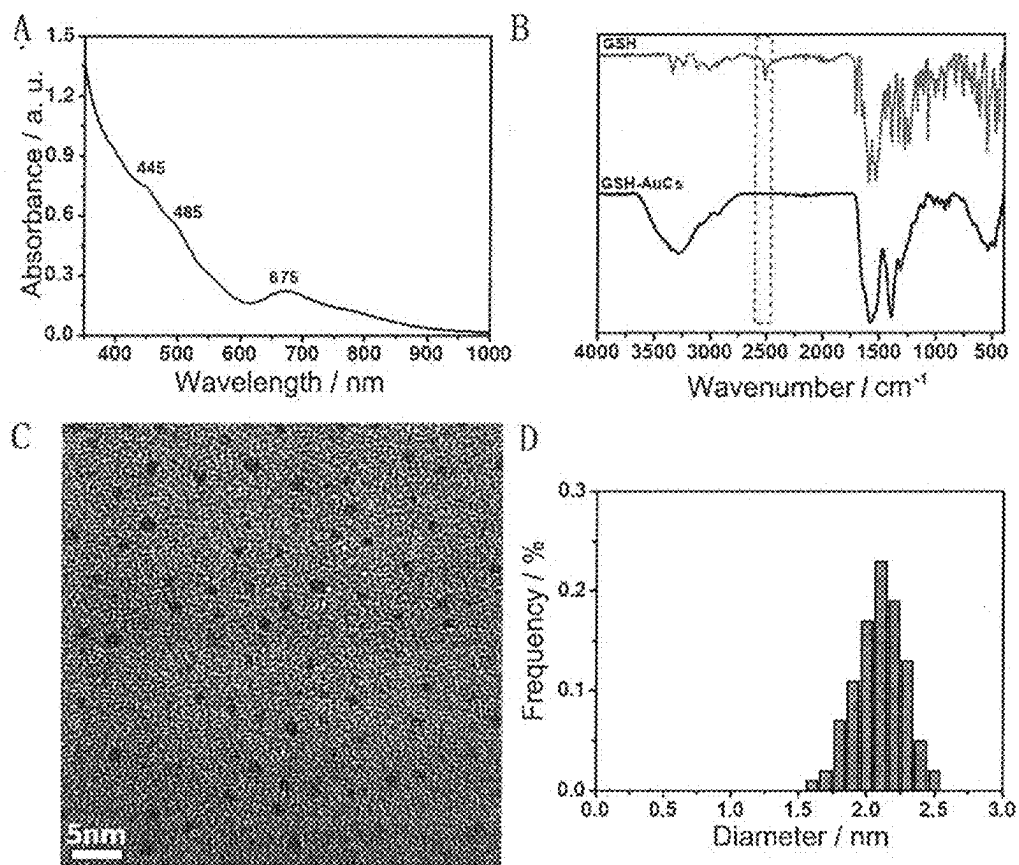 A
1.5
1.2
0.9
0.6
0.3
0.0
Absorbance / a. u.
445
485
675
400 500 600 700 800 900 1000
Wavelength / nm
B
GSH
GSH-AuCs
4000 3500 3000 2500 2000 1500 1000 500
Wavenumber / cm⁻¹
C
5nm
D
0.3
0.2
0.1
0.0
Frequency / %
0.0 0.5 1.0 1.5 2.0 2.5 3.0
Diameter / nm